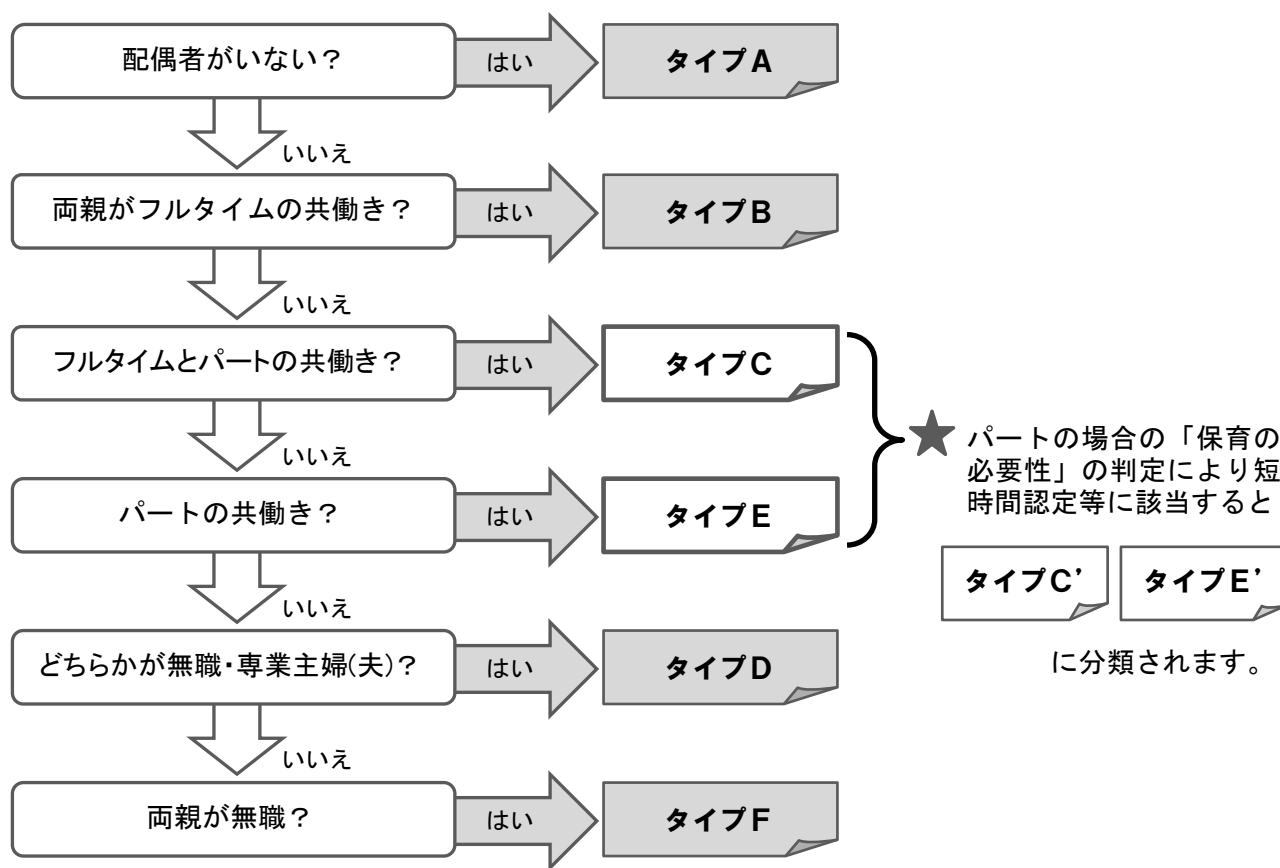 配偶者がいない？
はい
タイプA
いいえ
両親がフルタイムの共働き？
はい
タイプB
いいえ
フルタイムとパートの共働き？
はい
タイプC
いいえ
パートの共働き？
はい
タイプE
いいえ
どちらかが無職・専業主婦(夫)？
はい
タイプD
いいえ
両親が無職？
はい
タイプF
★ パートの場合の「保育の
必要性」の判定により短
時間認定等に該当すると
タイプC’
タイプE’
に分類されます。